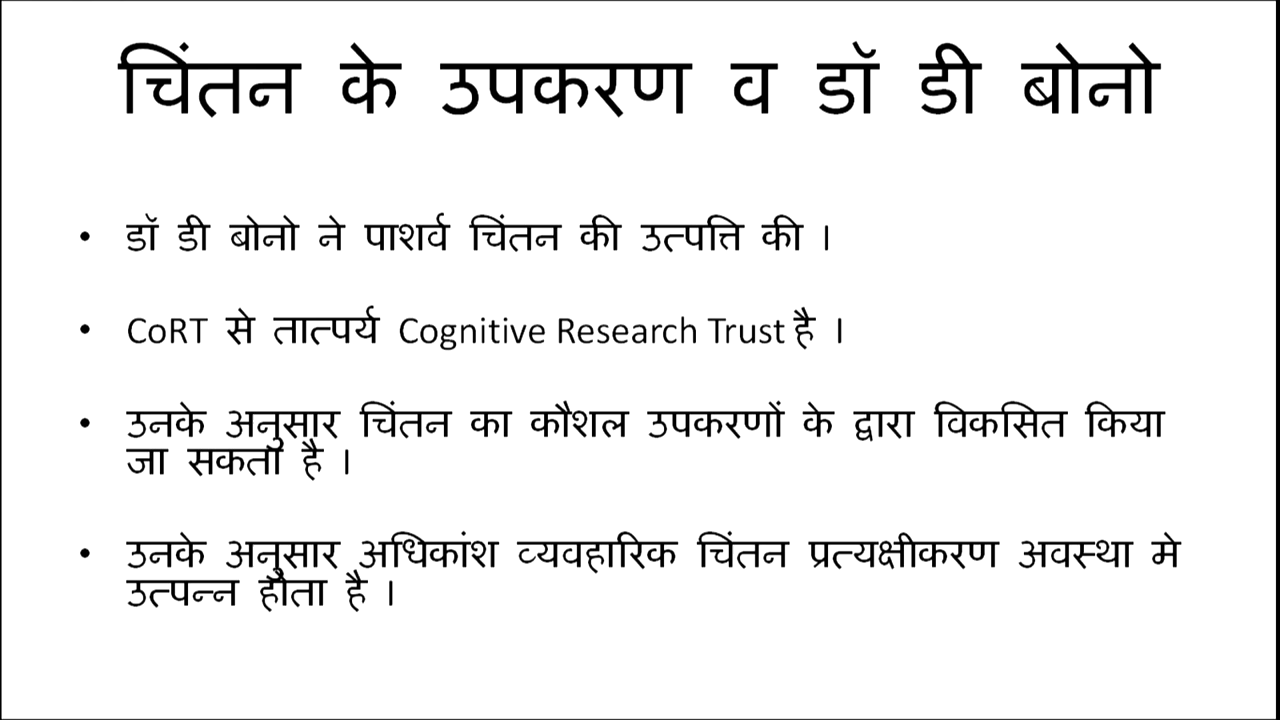 चिंतन के उपकरण व डॉ डी बोनो
• डॉ डी बोनो ने पाशर्व चिंतन की उत्पत्ति की ।
• CoRT से तात्पर्य Cognitive Research Trust है ।
• उनके अनुसार चिंतन का कौशल उपकरणों के द्वारा विकसित किया
जा सकता है ।
• उनके अनुसार अधिकांश व्यवहारिक चिंतन प्रत्यक्षीकरण अवस्था मे
उत्पन्न होता है ।